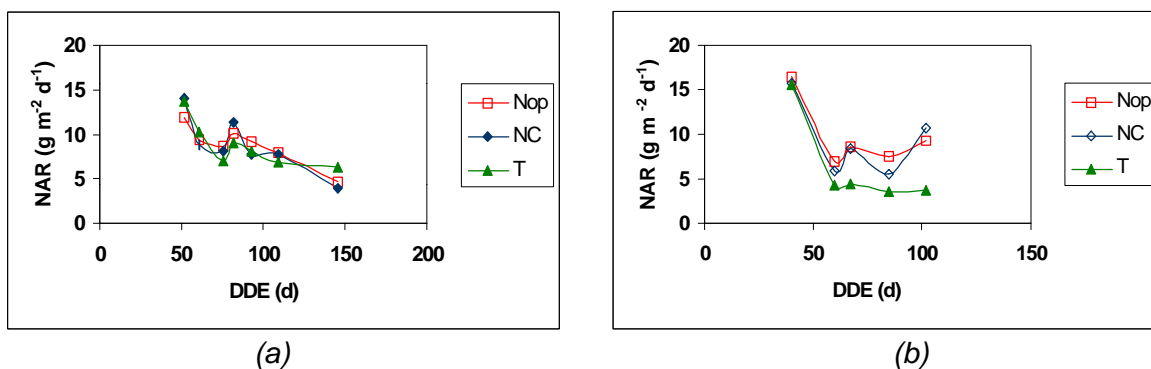 20
15
10
5
0
NAR (g m⁻² d⁻¹)
0 50 100 150 200
DDE (d)
Nop
NC
T
(a)
20
15
10
5
0
NAR (g m ⁻² d⁻¹)
0 50 100 150
DDE (d)
Nop
NC
T
(b)